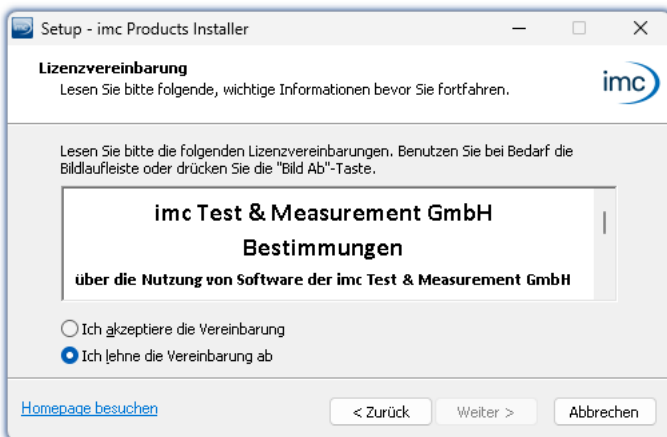 Setup - imc Products Installer
Lizenzvereinbarung
Lesen Sie bitte folgende, wichtige Informationen bevor Sie fortfahren.
imc
Lesen Sie bitte die folgenden Lizenzvereinbarungen. Benutzen Sie bei Bedarf die
Bildlaufleiste oder drücken Sie die "Bild Ab"-Taste.
imc Test & Measurement GmbH
Bestimmungen
über die Nutzung von Software der imc Test & Measurement GmbH
Ich akzeptiere die Vereinbarung
Ich lehne die Vereinbarung ab
Homepage besuchen
< Zurück
Weiter >
Abbrechen